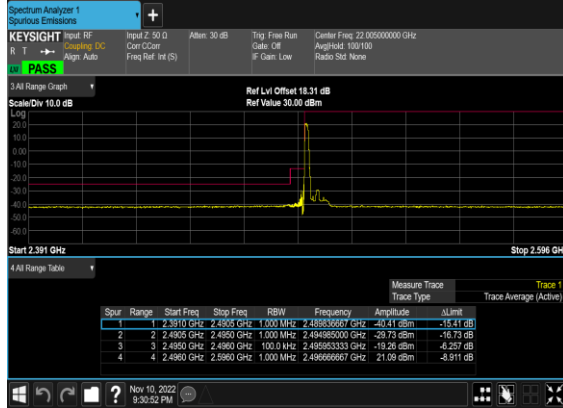 Spectrum Analyzer 1
Spurious Emissions
+
KEYSIGHT Input: RF Input Z: 50 Ω Atten: 30 dB Trig: Free Run Center Freq: 22.005000000 GHz
R T Coupling: DC Corr CCorr Gate: Off Avg|Hold: 100/100
Align: Auto Freq Ref: Int (S) IF Gain: Low Radio Std: None
PASS
3 All Range Graph
Ref Lvl Offset 18.31 dB
Scale/Div 10.0 dB Ref Value 30.00 dBm
Log
20.0
10.0
0.00
-10.0
-20.0
-30.0
-40.0
-50.0
-60.0
Start 2.391 GHz Stop 2.596 GH
4 All Range Table
Measure Trace Trace 1
Trace Type Trace Average (Active)
Spur Range Start Freq Stop Freq RBW Frequency Amplitude ΔLimit
1 1 2.3910 GHz 2.4905 GHz 1.000 MHz 2.489836667 GHz -40.41 dBm -15.41 dB
2 2 2.4905 GHz 2.4950 GHz 1.000 MHz 2.494985000 GHz -29.73 dBm -16.73 dB
3 3 2.4950 GHz 2.4960 GHz 100.0 kHz 2.495953333 GHz -19.26 dBm -6.257 dB
4 4 2.4960 GHz 2.5960 GHz 1.000 MHz 2.496666667 GHz 21.09 dBm -8.911 dB
? Nov 10, 2022
9:30:52 PM